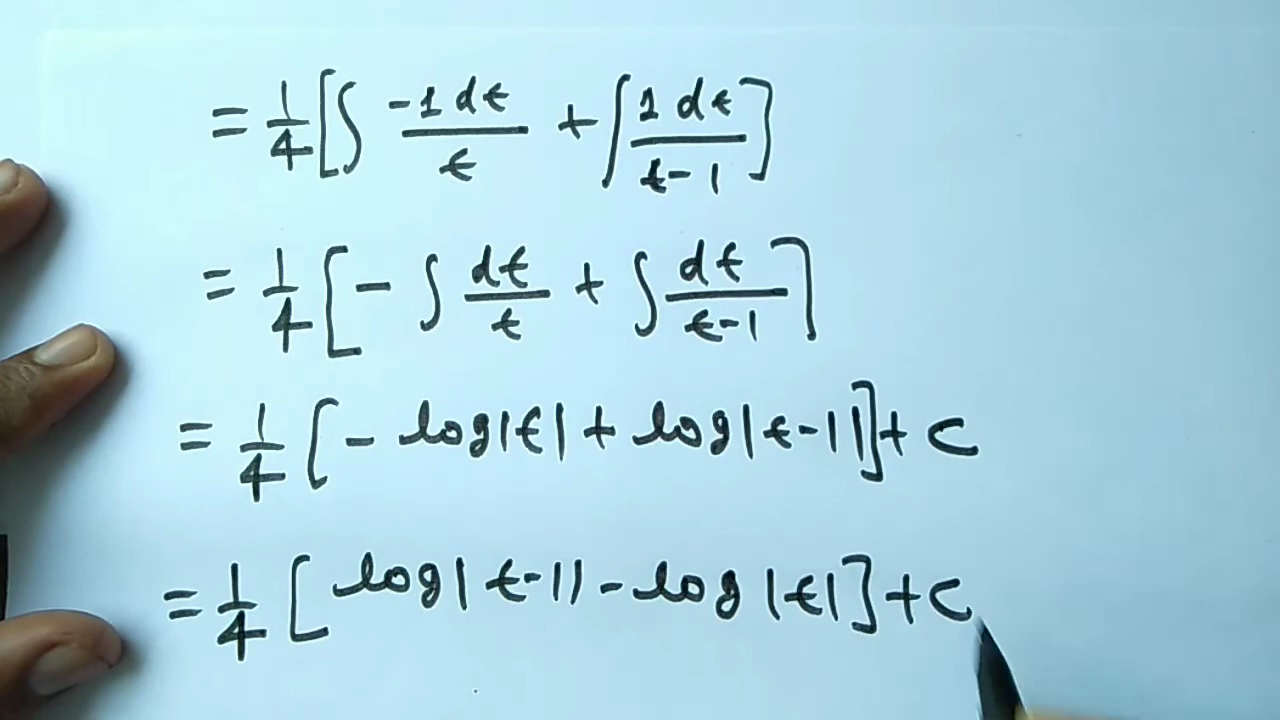 = 1/4 [∫ -1 dt / t + ∫ 1 dt / t-1]
= 1/4 [- ∫ dt / t + ∫ dt / t-1]
= 1/4 [- log|t| + log|t-1|] + c
= 1/4 [log|t-1| - log|t|] + c